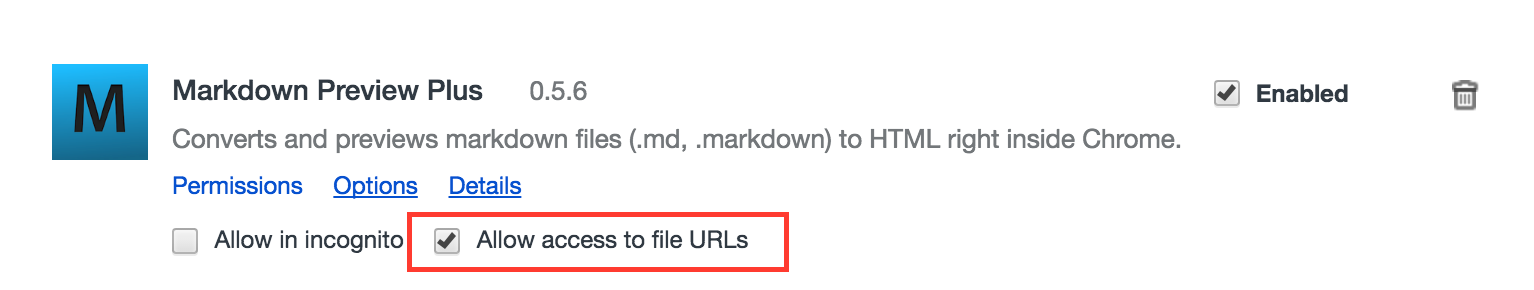 M
Markdown Preview Plus 0.5.6
Enabled
Converts and previews markdown files (.md, .markdown) to HTML right inside Chrome.
Permissions Options Details
Allow in incognito Allow access to file URLs